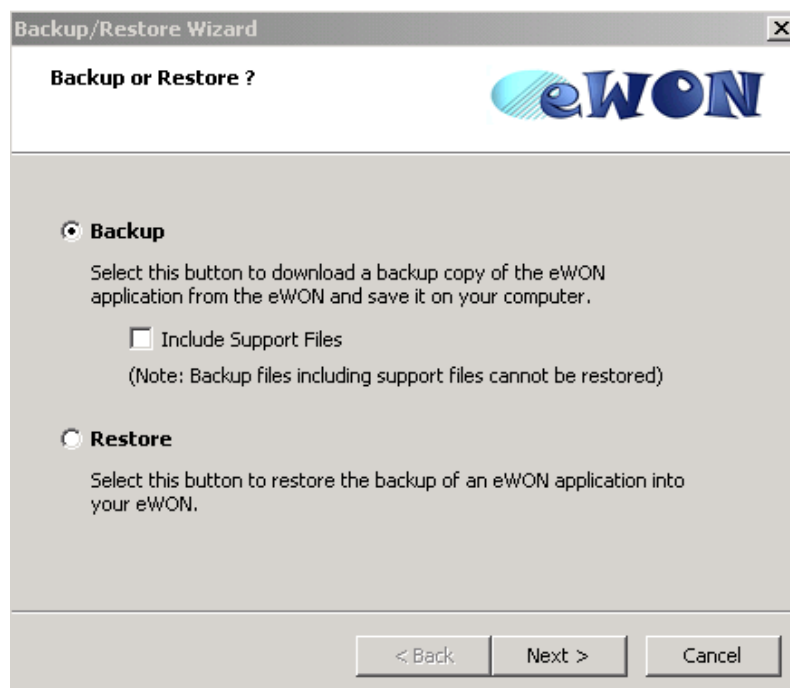 Backup/Restore Wizard
Backup or Restore ?
eWON
Backup
Select this button to download a backup copy of the eWON
application from the eWON and save it on your computer.
Include Support Files
(Note: Backup files including support files cannot be restored)
Restore
Select this button to restore the backup of an eWON application into
your eWON.
< Back
Next >
Cancel